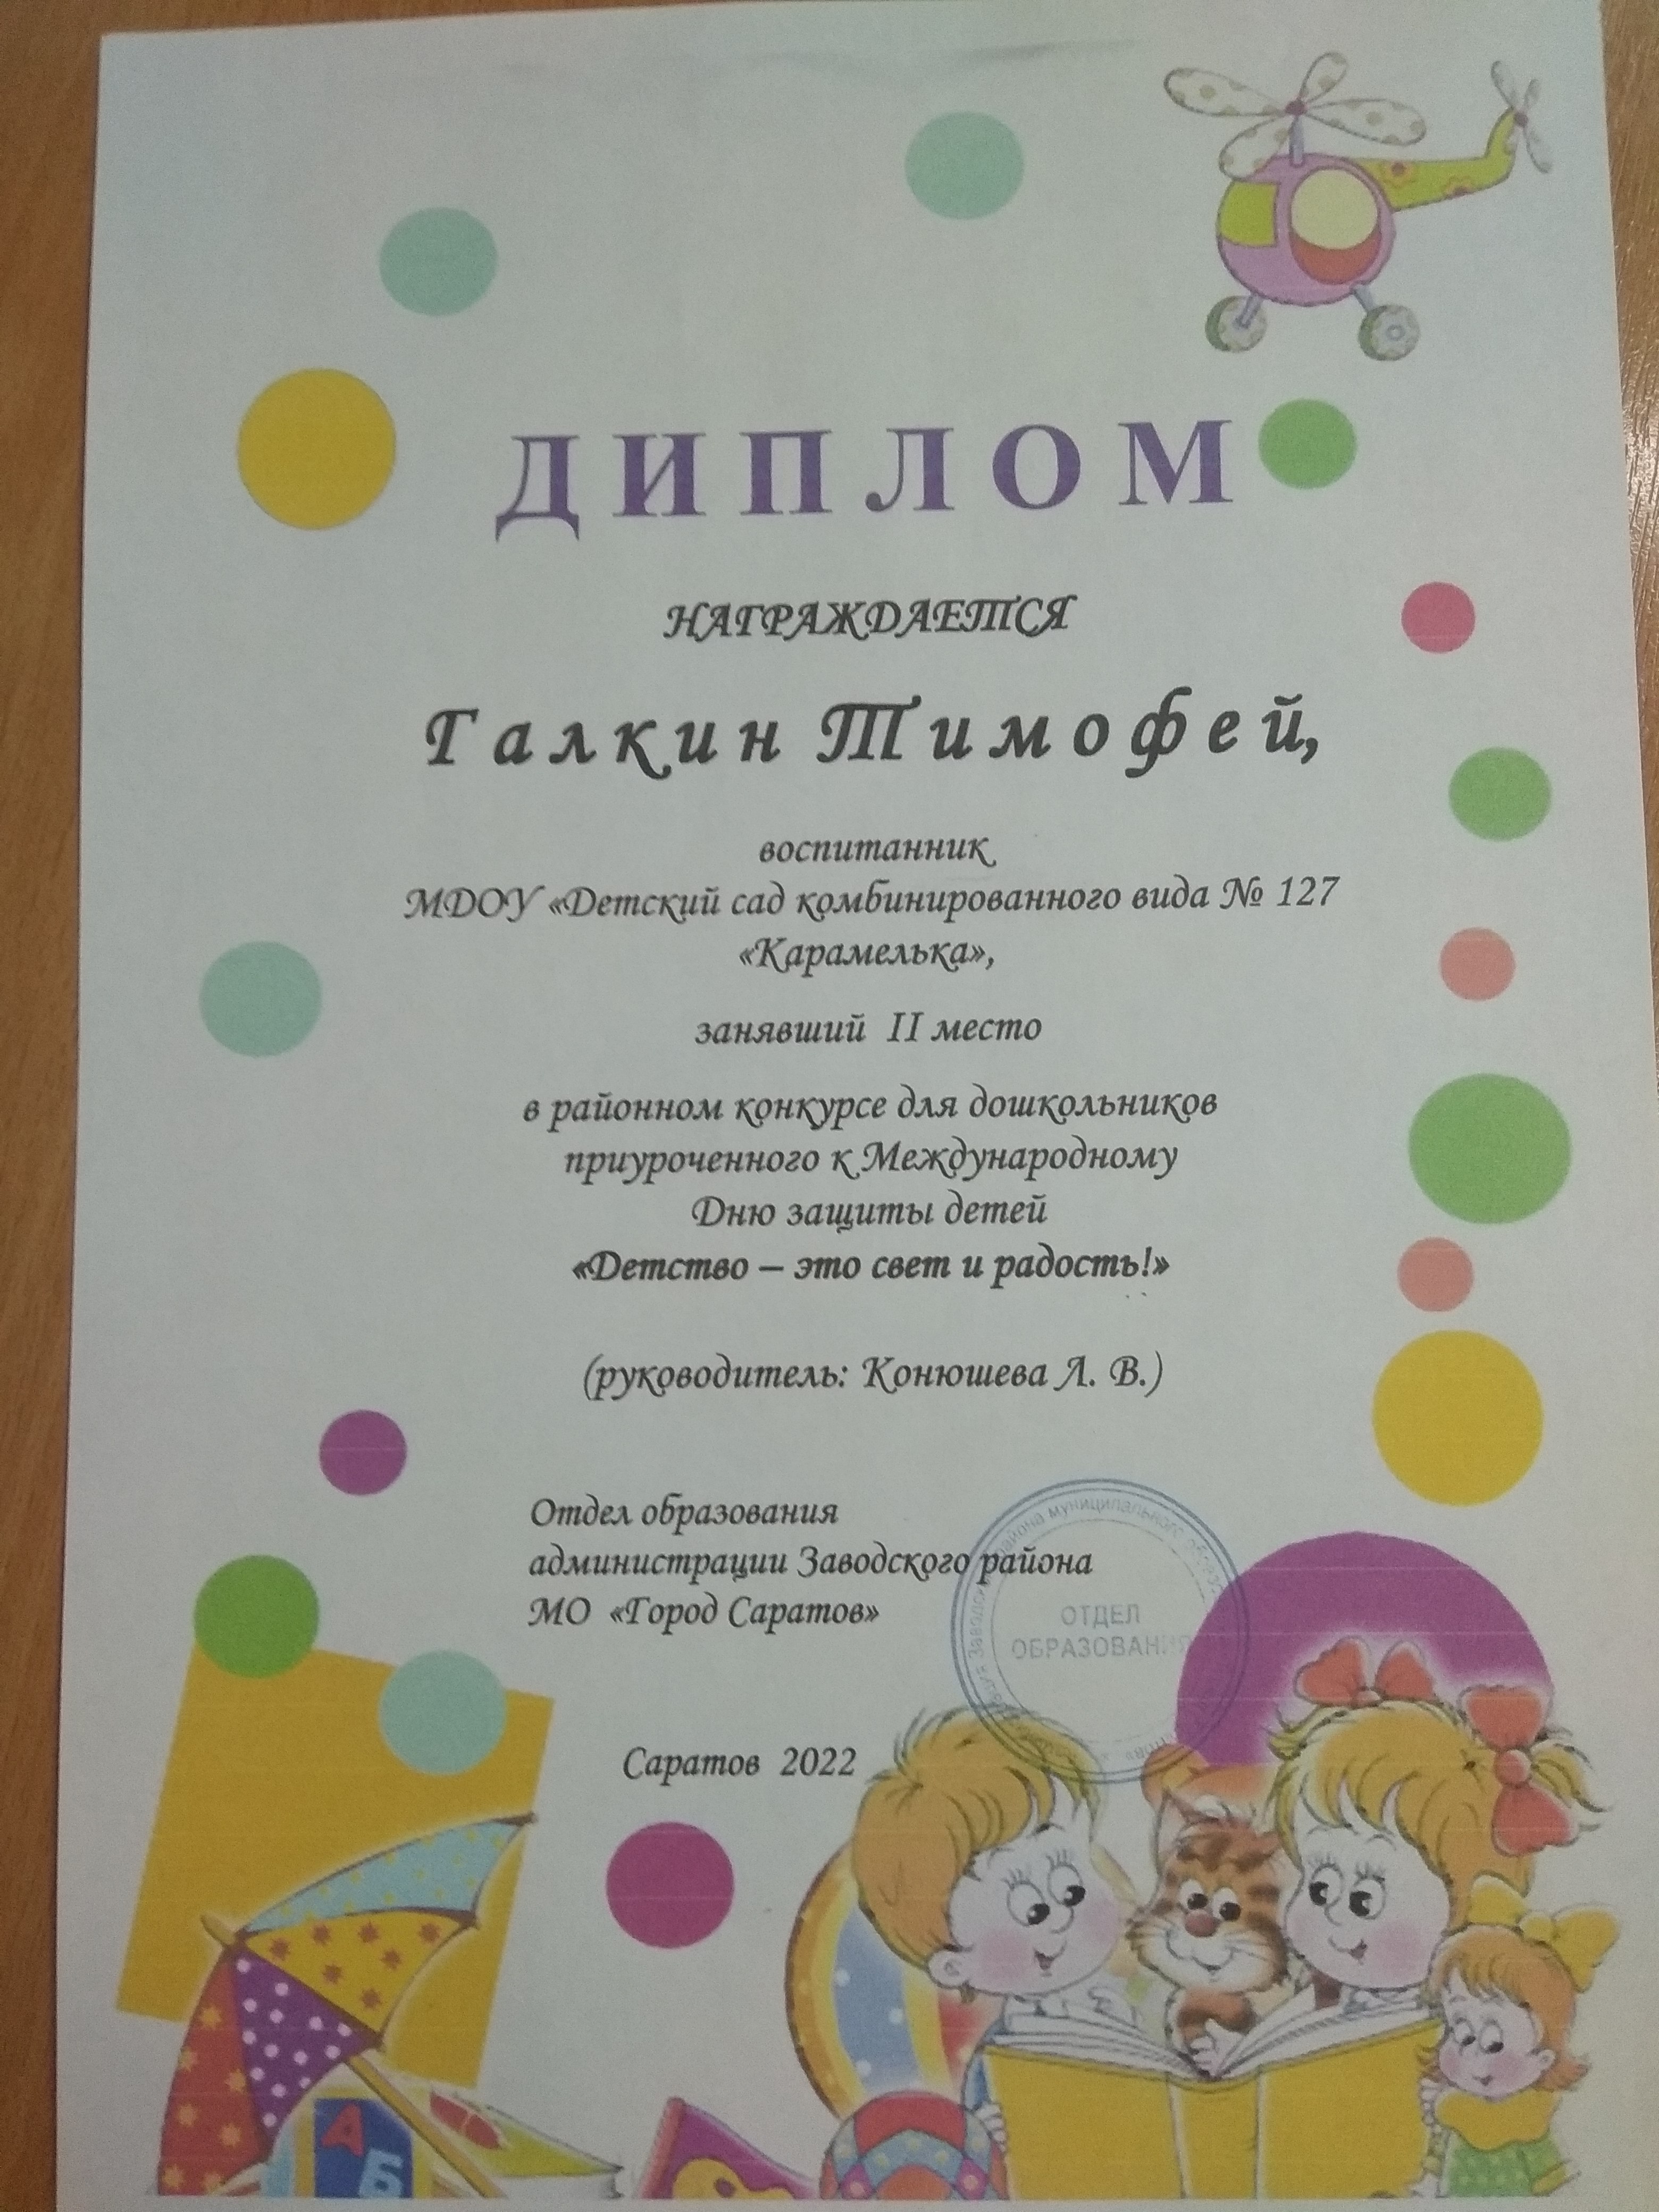 ДИПЛОМ
НАГРАЖДАЕТСЯ
Галкин Тимофей,
воспитанник
МДОУ «Детский сад комбинированного вида № 127
«Карамелька»,
занявший II место
в районном конкурсе для дошкольников
приуроченного к Международному
Дню защиты детей
«Детство – это свет и радость!»
(руководитель: Конюшева Л. В.)
Отдел образования
администрации Заводского района
МО «Город Саратов»
района муниципального
ОТДЕЛ
ОБРАЗОВАНИЯ
Саратов 2022
А
Б